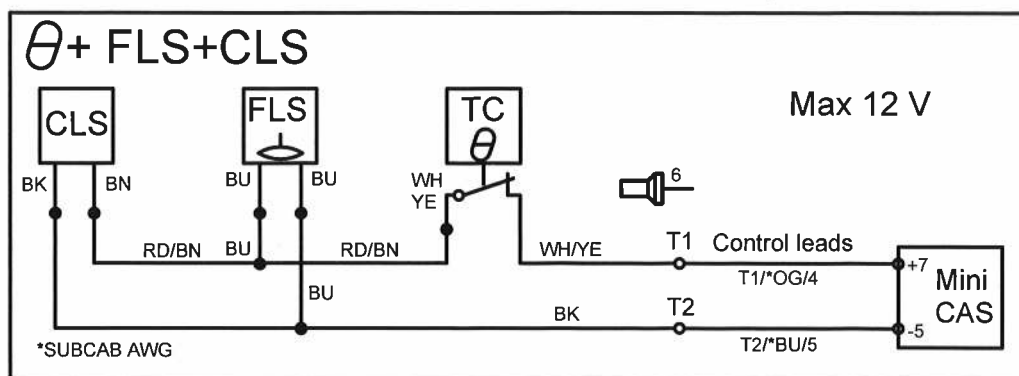 θ+ FLS+CLS
CLS
FLS
TC
θ
Max 12 V
BK
BN
BU
BU
WH
YE
6
RD/BN
BU
RD/BN
WH/YE
T1
Control leads
+7
T1/*OG/4
Mini
CAS
BU
BK
T2
-5
T2/*BU/5
*SUBCAB AWG